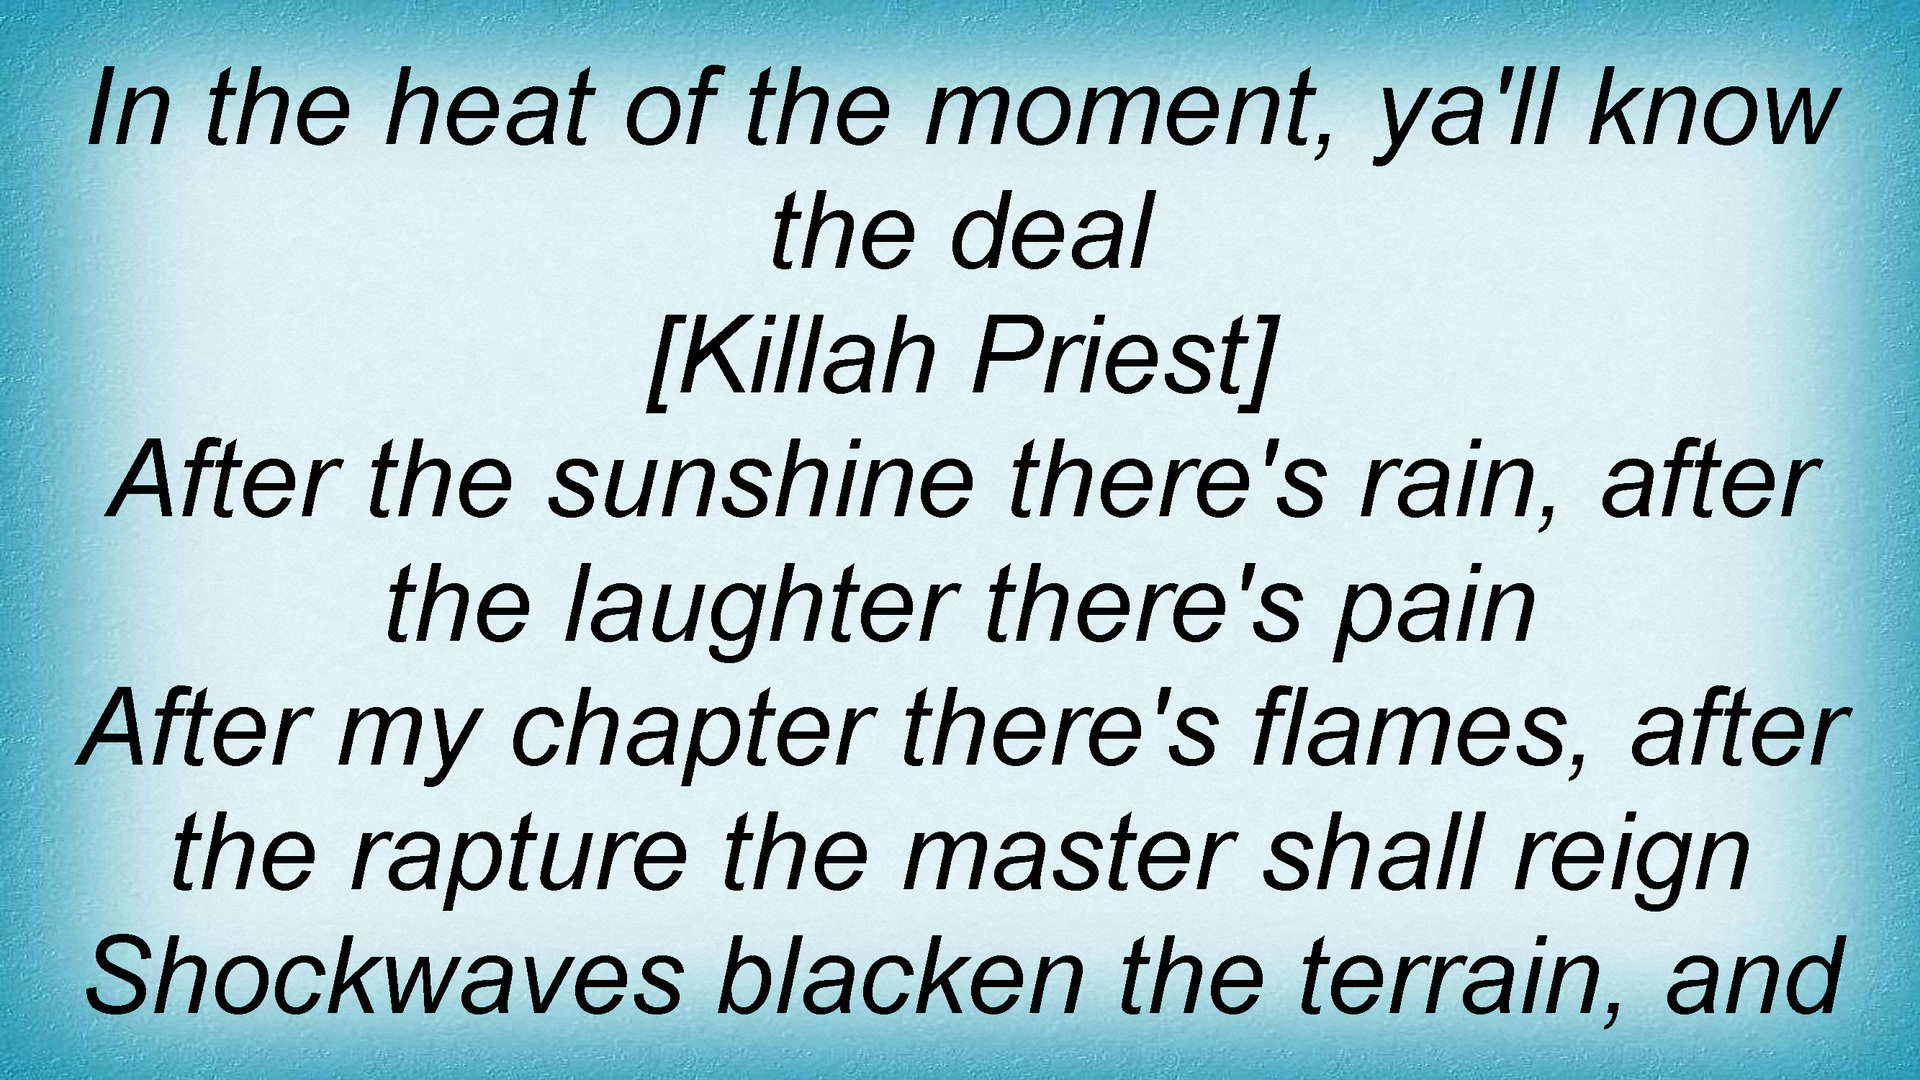 In the heat of the moment, ya'll know
the deal
[Killah Priest]
After the sunshine there's rain, after
the laughter there's pain
After my chapter there's flames, after
the rapture the master shall reign
Shockwaves blacken the terrain, and